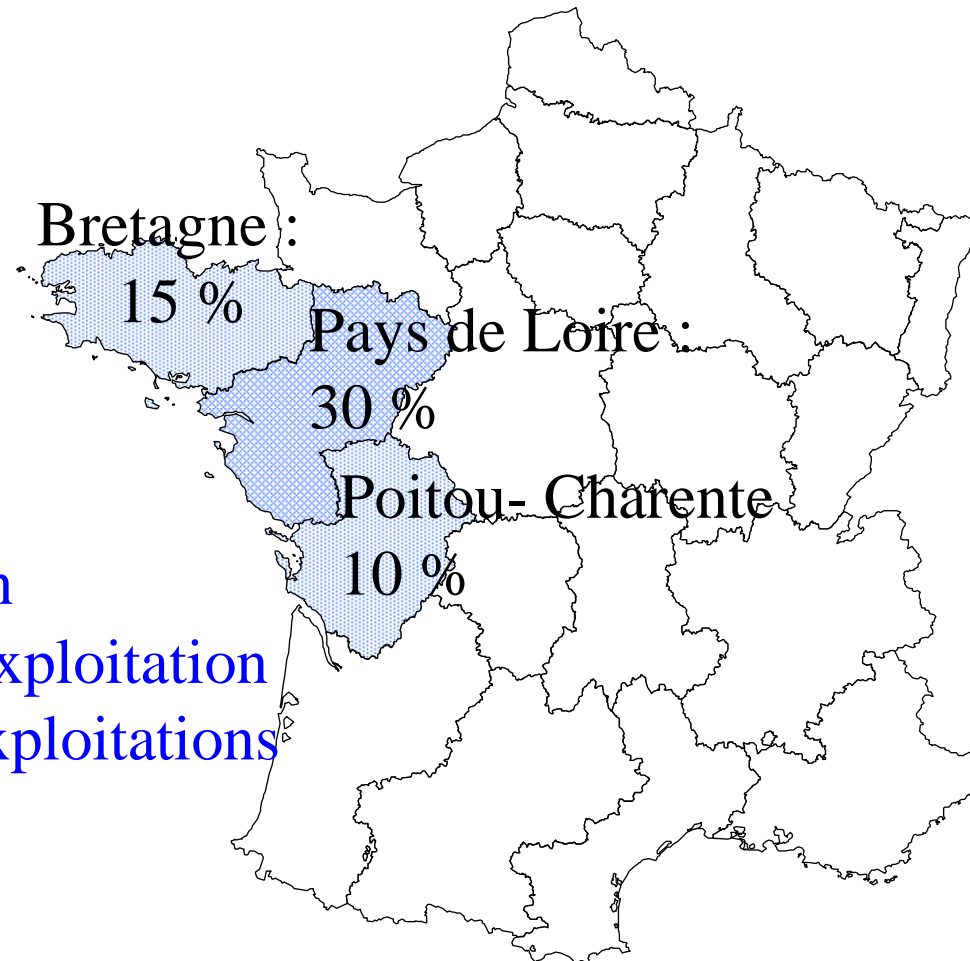 Bretagne :
15 %
Pays de Loire :
30 %
Poitou- Charente
10 %
n
xploitation
xploitations